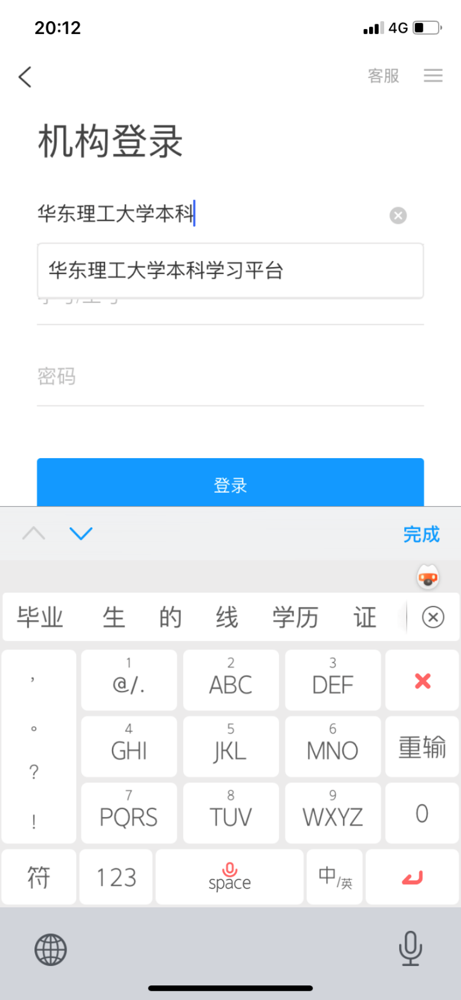 20:12
4G
客服
机构登录
华东理工大学本科
华东理工大学本科学习平台
密码
登录
完成
毕业 生 的 线 学历 证
，
。
?
!
1
@/.
2
ABC
3
DEF
4
GHI
5
JKL
6
MNO
重输
7
PQRS
8
TUV
9
WXYZ
0
符
123
space
中/英